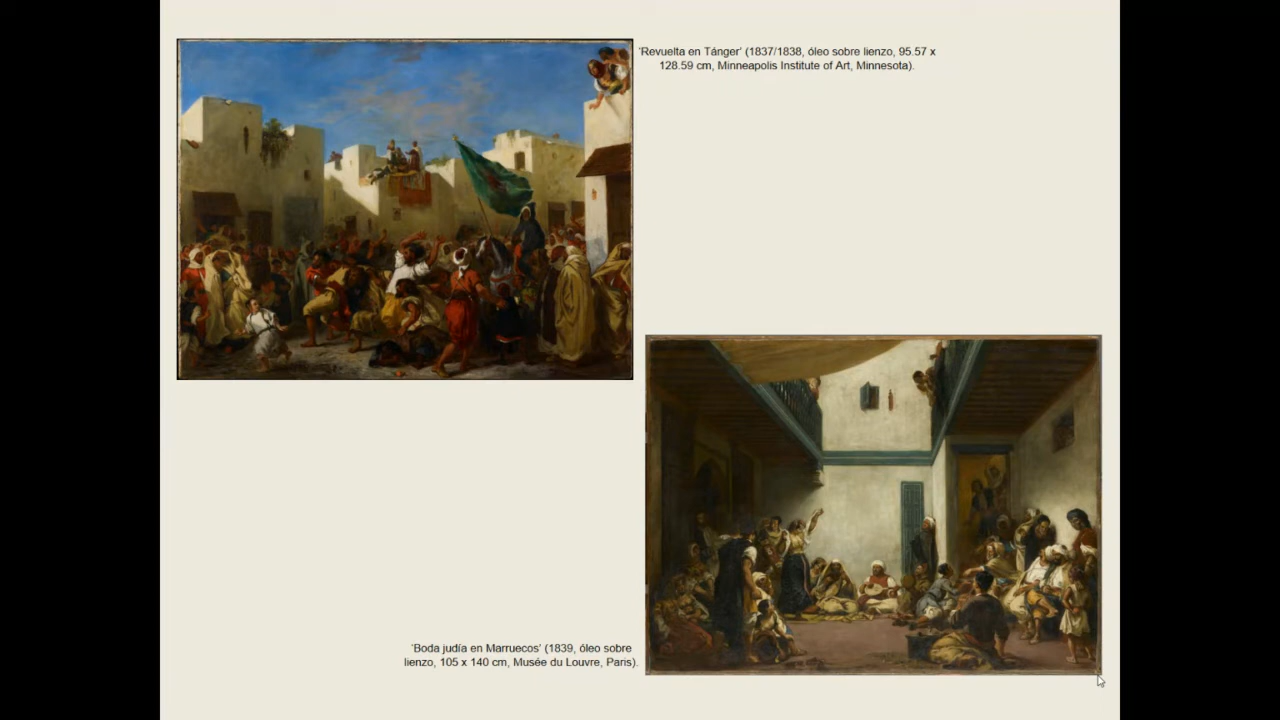 'Revuelta en Tánger' (1837/1838, óleo sobre lienzo, 95.57 x
128.59 cm, Minneapolis Institute of Art, Minnesota).
'Boda judía en Marruecos' (1839, óleo sobre
lienzo, 105 x 140 cm, Musée du Louvre, Paris).